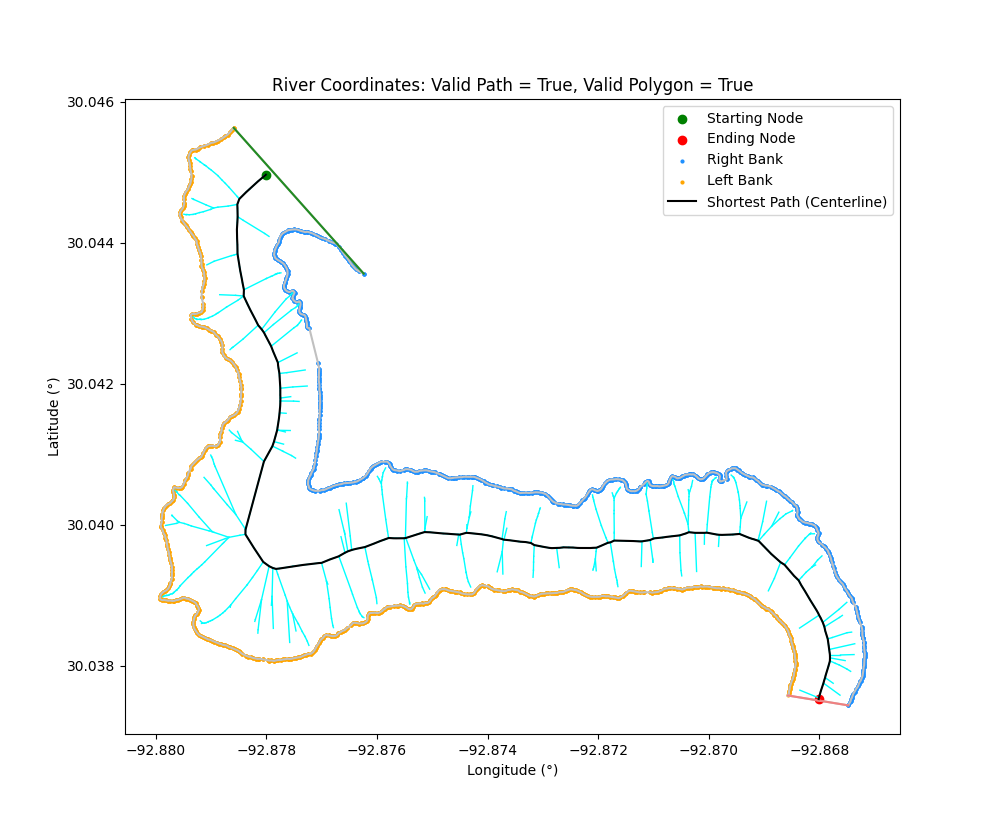 River Coordinates: Valid Path = True, Valid Polygon = True
Starting Node
Ending Node
Right Bank
Left Bank
Shortest Path (Centerline)
30.046
30.044
30.042
30.040
30.038
Latitude (°)
−92.880 −92.878 −92.876 −92.874 −92.872 −92.870 −92.868
Longitude (°)